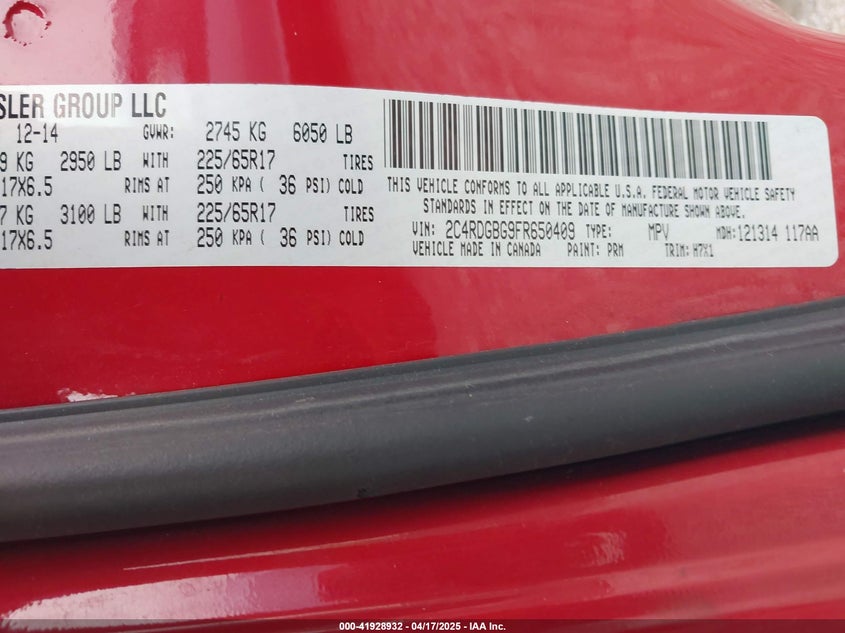 SLER GROUP LLC
12-14 GVWR: 2745 KG 6050 LB
9 KG 2950 LB WITH 225/65R17 TIRES
17X6.5 RIMS AT 250 KPA ( 36 PSI) COLD
7 KG 3100 LB WITH 225/65R17 TIRES
17X6.5 RIMS AT 250 KPA ( 36 PSI) COLD
THIS VEHICLE CONFORMS TO ALL APPLICABLE U.S.A. FEDERAL MOTOR VEHICLE SAFETY
STANDARDS IN EFFECT ON THE DATE OF MANUFACTURE SHOWN ABOVE.
VIN: 2C4RDGBG9FR650409 TYPE: MPV MDH:121314 117AA
VEHICLE MADE IN CANADA PAINT: PRM TRIM: H7X1
000-41928932 - 04/17/2025 - IAA Inc.